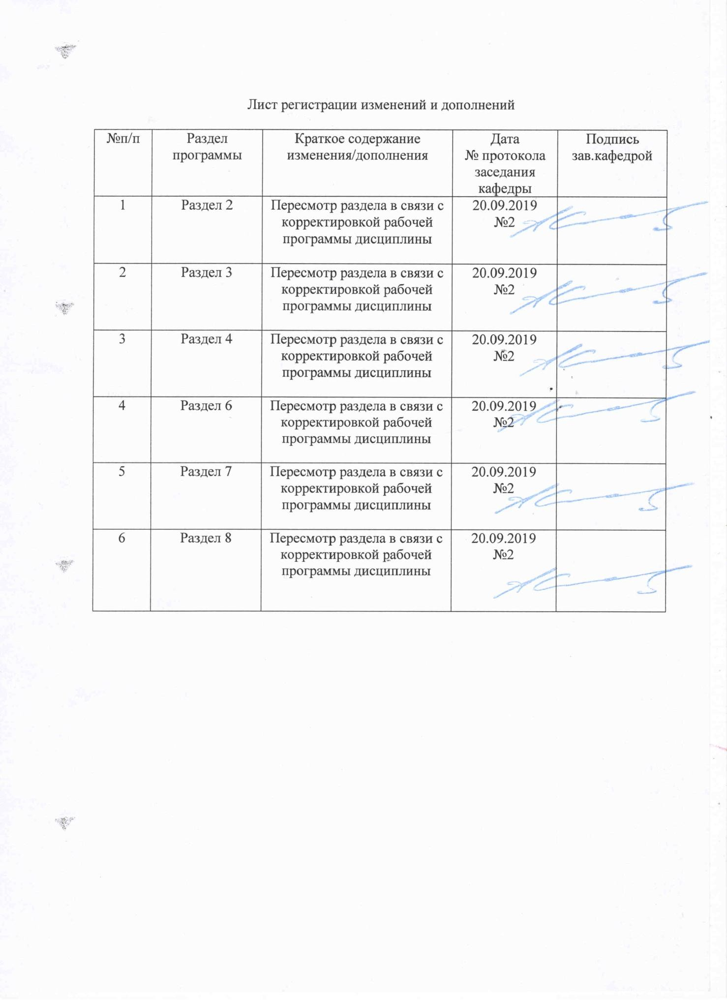 Лист регистрации изменений и дополнений
№п/п
Раздел
программы
Краткое содержание
изменения/дополнения
Дата
№ протокола
заседания
кафедры
Подпись
зав.кафедрой
1
Раздел 2
Пересмотр раздела в связи с
корректировкой рабочей
программы дисциплины
20.09.2019
№2
2
Раздел 3
Пересмотр раздела в связи с
корректировкой рабочей
программы дисциплины
20.09.2019
№2
3
Раздел 4
Пересмотр раздела в связи с
корректировкой рабочей
программы дисциплины
20.09.2019
№2
4
Раздел 6
Пересмотр раздела в связи с
корректировкой рабочей
программы дисциплины
20.09.2019
№2
5
Раздел 7
Пересмотр раздела в связи с
корректировкой рабочей
программы дисциплины
20.09.2019
№2
6
Раздел 8
Пересмотр раздела в связи с
корректировкой рабочей
программы дисциплины
20.09.2019
№2